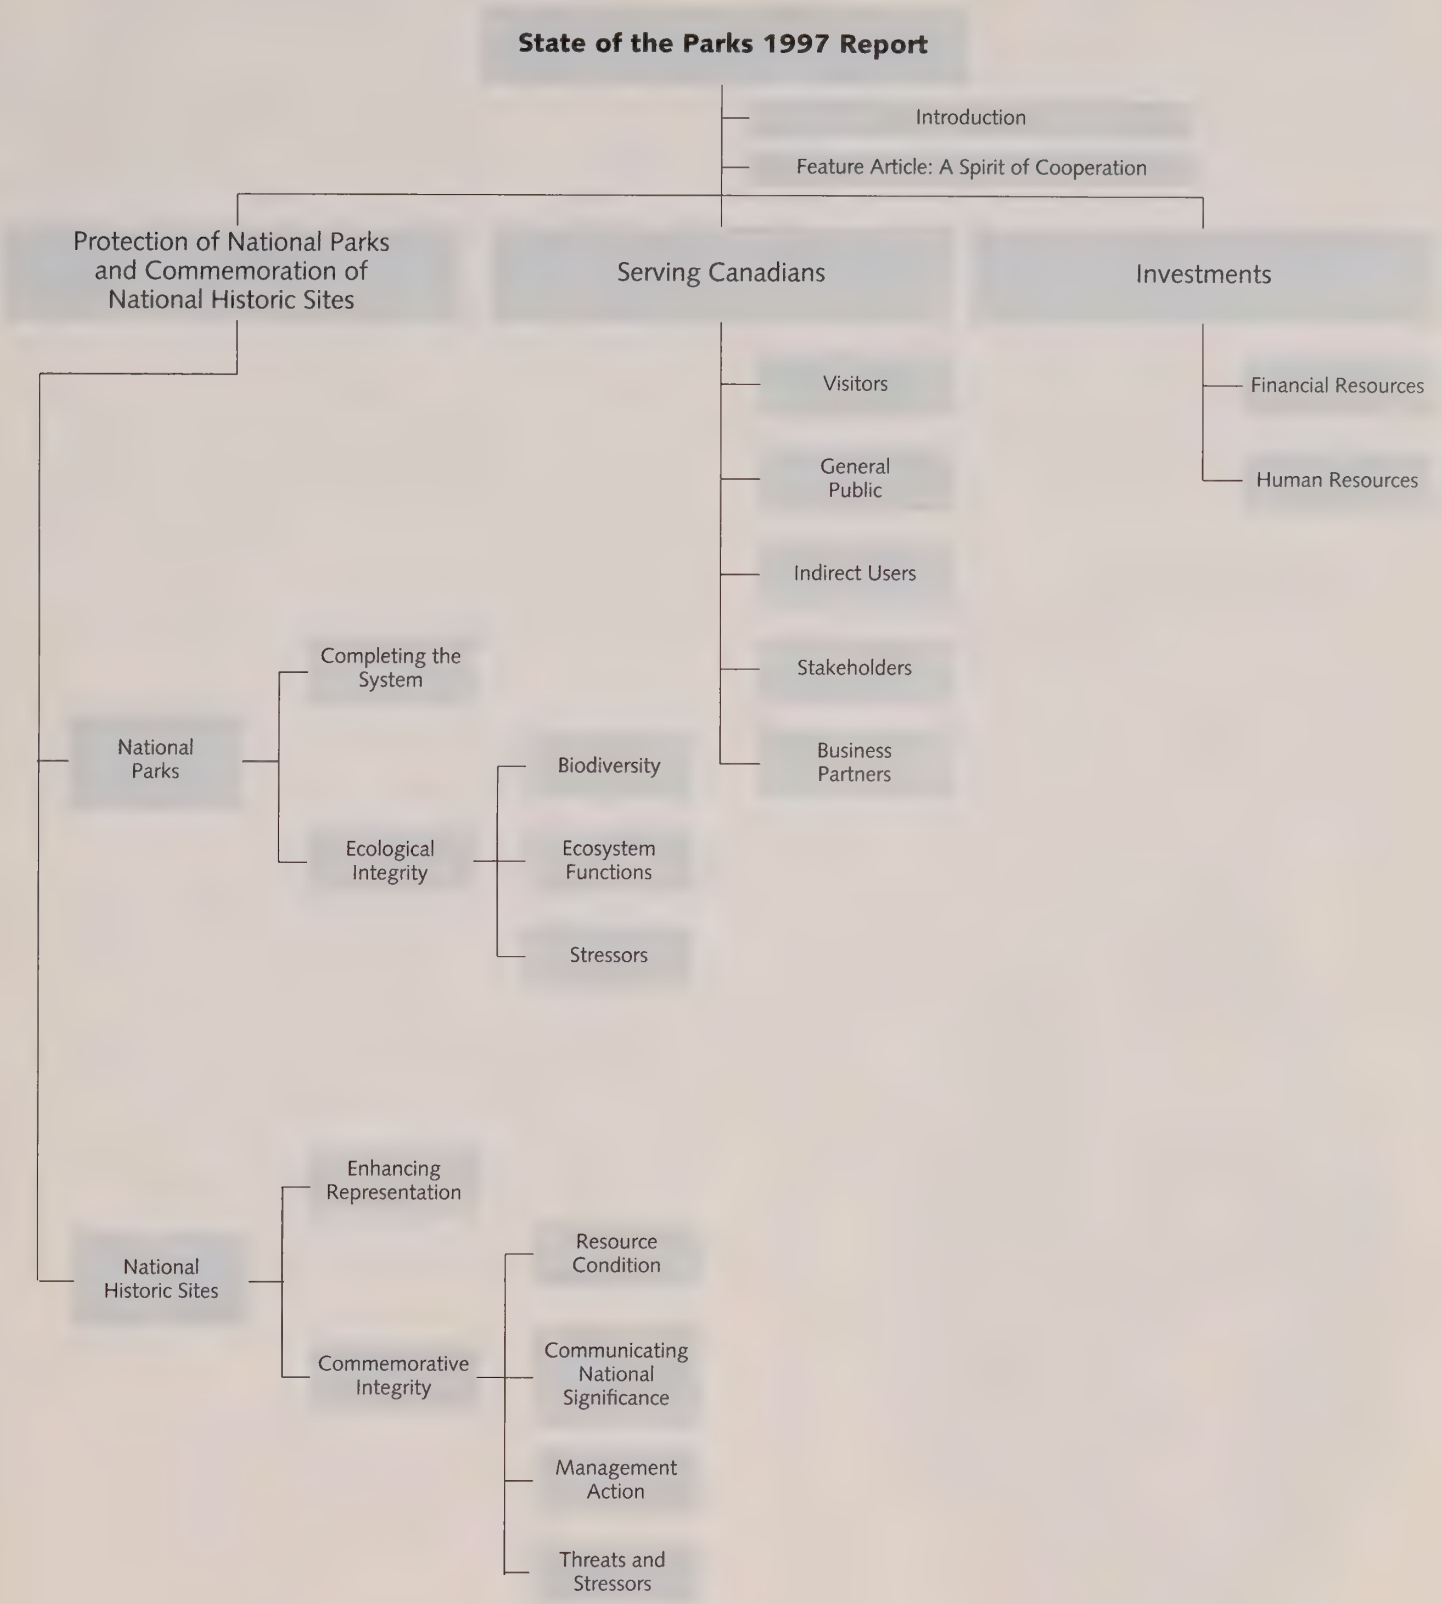 State of the Parks 1997 Report
Introduction
Feature Article: A Spirit of Cooperation
Protection of National Parks
and Commemoration of
National Historic Sites
Serving Canadians
Investments
Visitors
General
Public
Indirect Users
Stakeholders
Business
Partners
Financial Resources
Human Resources
National
Parks
Completing the
System
Ecological
Integrity
Biodiversity
Ecosystem
Functions
Stressors
National
Historic Sites
Enhancing
Representation
Commemorative
Integrity
Resource
Condition
Communicating
National
Significance
Management
Action
Threats and
Stressors